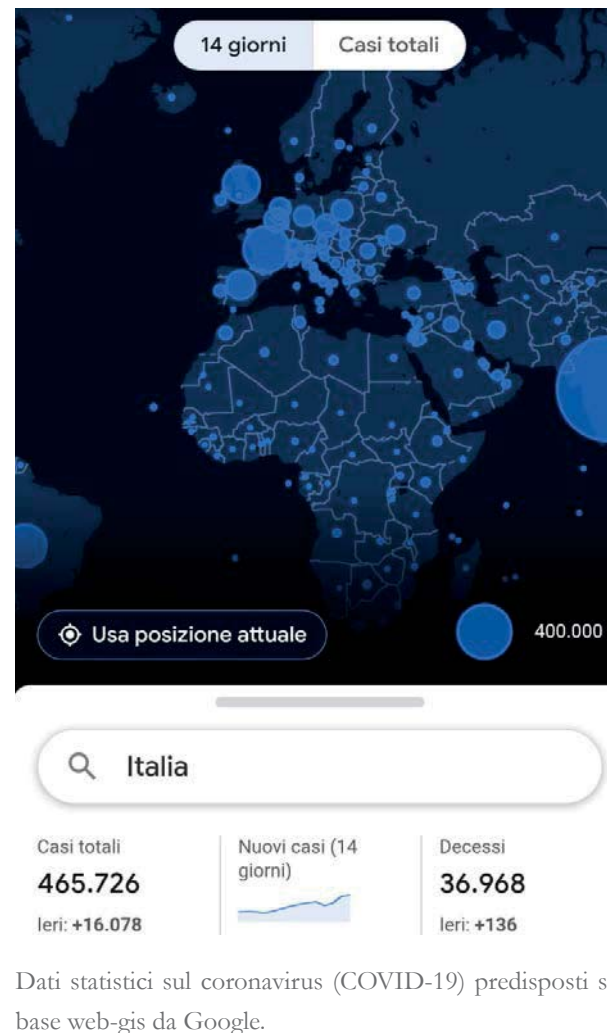 14 giorni Casi totali
Usa posizione attuale
400.000
Italia
Casi totali
465.726
Ieri: +16.078
Nuovi casi (14
giorni)
Decessi
36.968
Ieri: +136
Dati statistici sul coronavirus (COVID-19) predisposti s
base web-gis da Google.